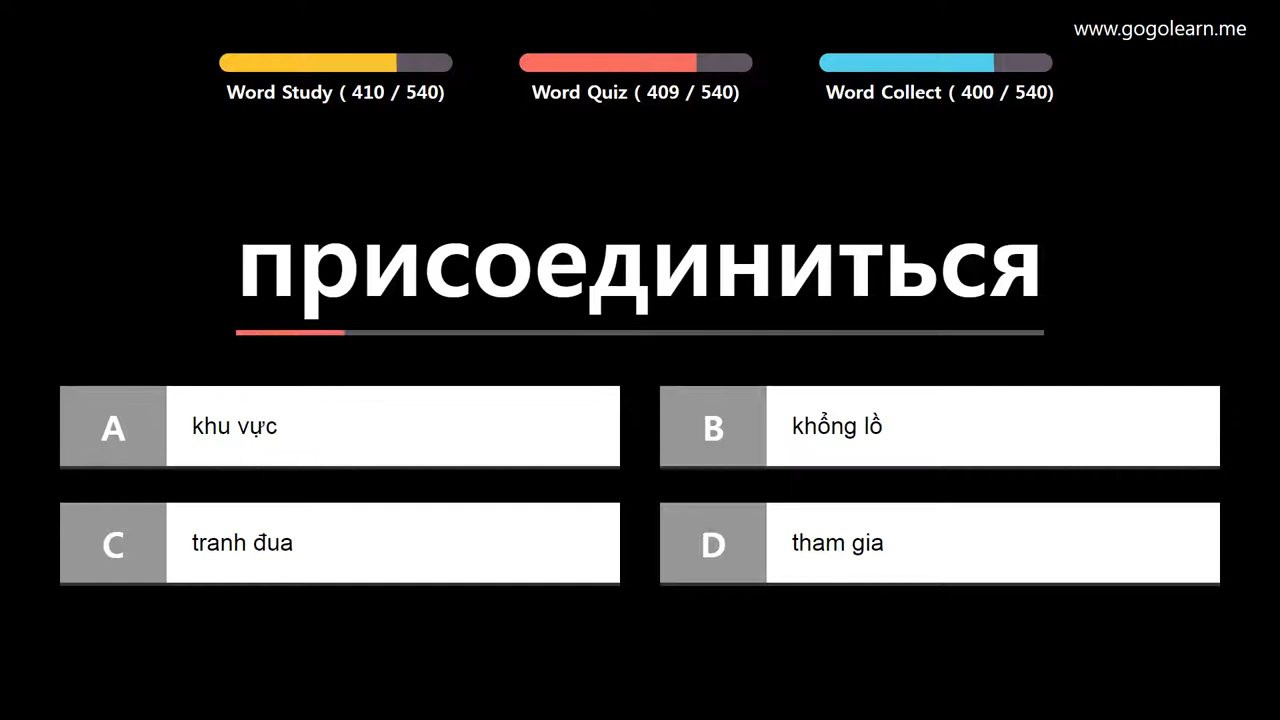 www.gogolearn.me
Word Study ( 410 / 540)
Word Quiz ( 409 / 540)
Word Collect ( 400 / 540)
присоединиться
A khu vực
B khổng lồ
C tranh đua
D tham gia